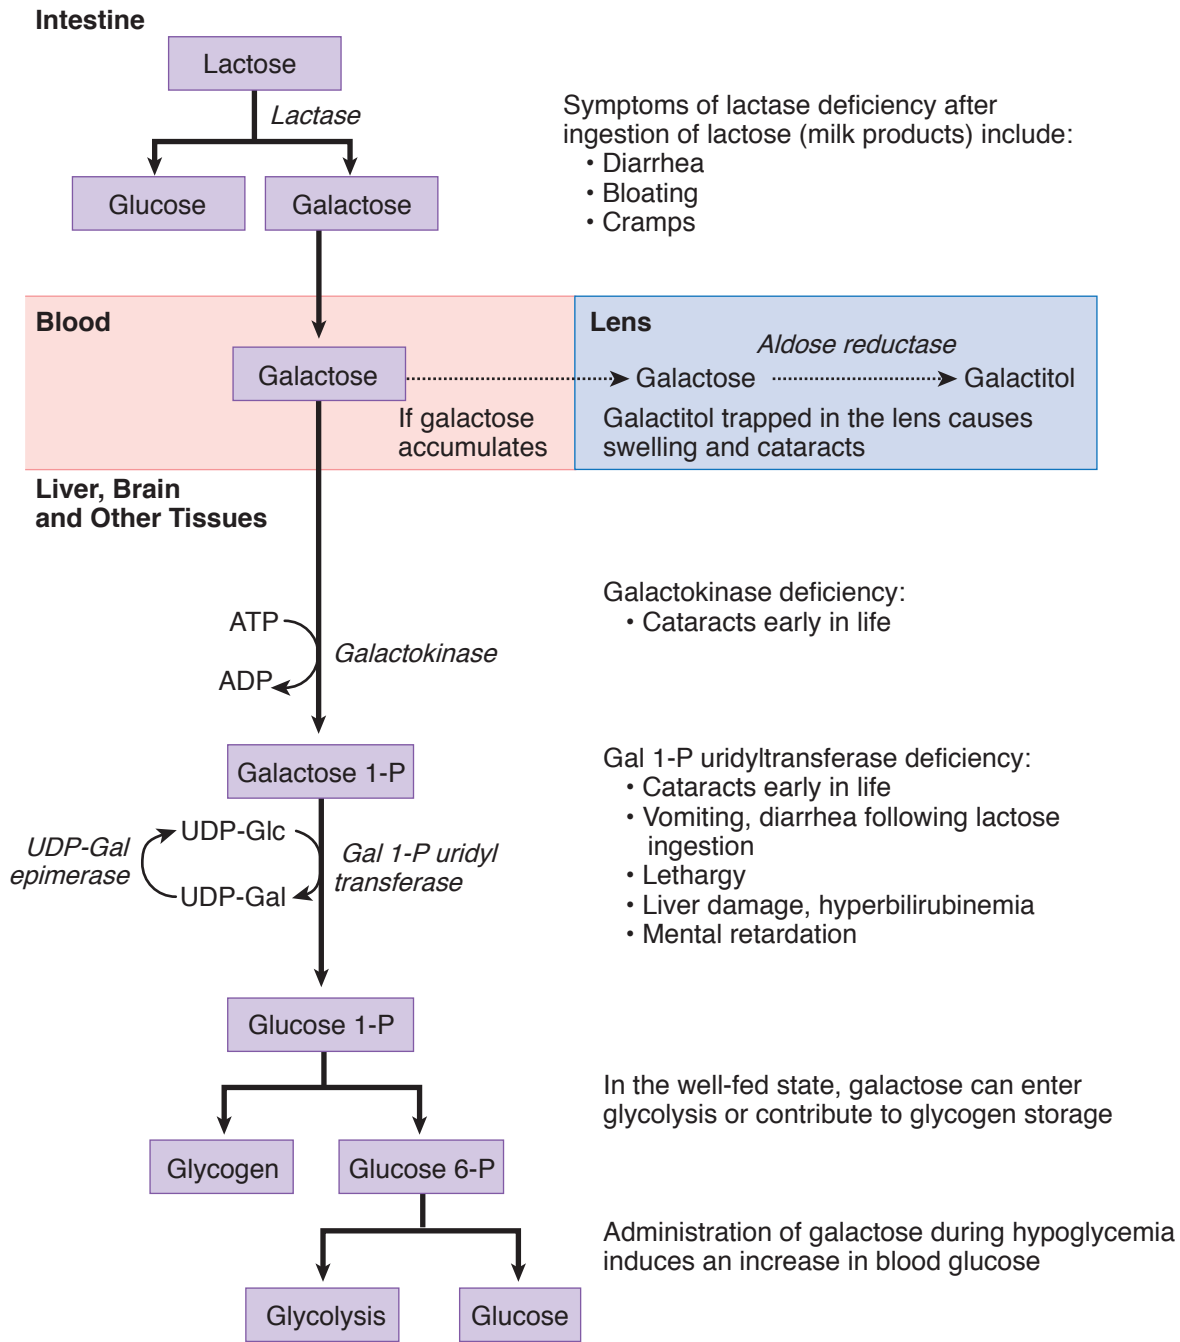 Intestine
Lactose
Lactase
Glucose
Galactose
Symptoms of lactase deficiency after
ingestion of lactose (milk products) include:
• Diarrhea
• Bloating
• Cramps
Blood
Galactose
If galactose
accumulates
Lens
Aldose reductase
Galactose
Galactitol
Galactitol trapped in the lens causes
swelling and cataracts
Liver, Brain
and Other Tissues
ATP
ADP
Galactokinase
Galactokinase deficiency:
• Cataracts early in life
Galactose 1-P
UDP-Gal
epimerase
UDP-Glc
UDP-Gal
Gal 1-P uridyl
transferase
Gal 1-P uridyltransferase deficiency:
• Cataracts early in life
• Vomiting, diarrhea following lactose
ingestion
• Lethargy
• Liver damage, hyperbilirubinemia
• Mental retardation
Glucose 1-P
Glycogen
Glucose 6-P
In the well-fed state, galactose can enter
glycolysis or contribute to glycogen storage
Glycolysis
Glucose
Administration of galactose during hypoglycemia
induces an increase in blood glucose